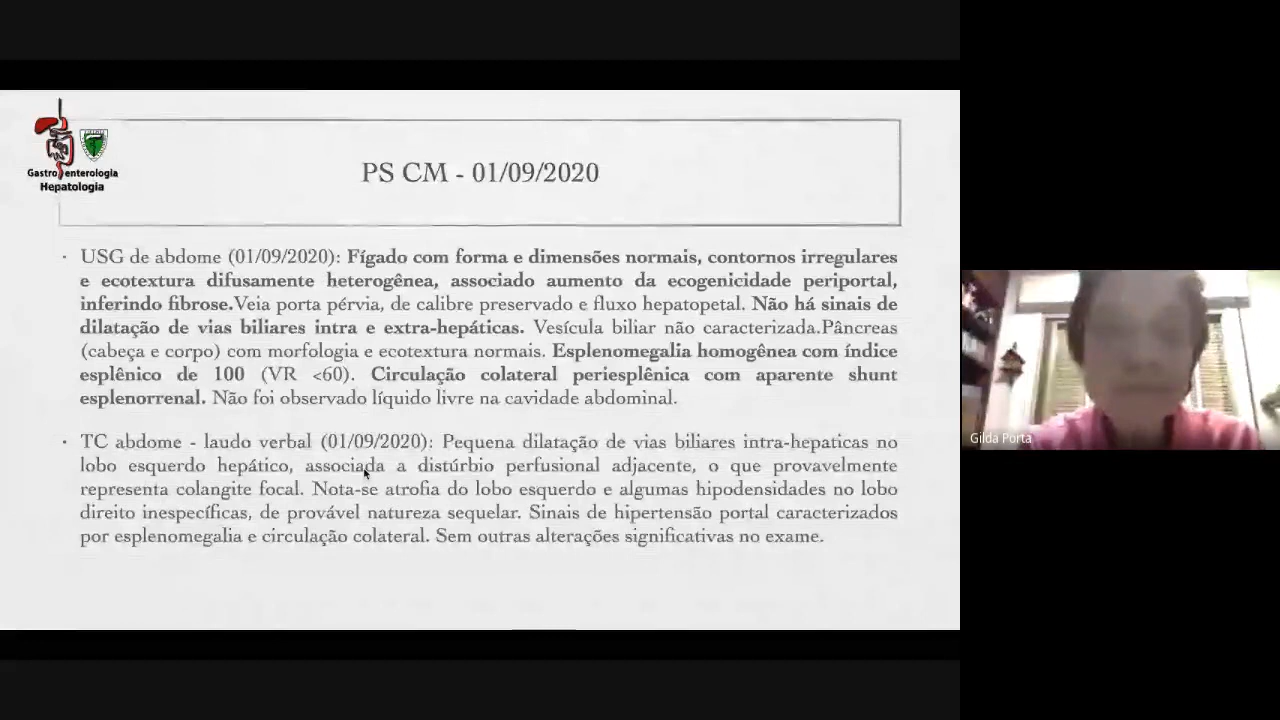 Gastro enterologia
Hepatologia
PS CM - 01/09/2020
· USG de abdome (01/09/2020): Fígado com forma e dimensões normais, contornos irregulares
e ecotextura difusamente heterogênea, associado aumento da ecogenicidade periportal,
inferindo fibrose.Veia porta pérvia, de calibre preservado e fluxo hepatopetal. Não há sinais de
dilatação de vias biliares intra e extra-hepáticas. Vesícula biliar não caracterizada.Pâncreas
(cabeça e corpo) com morfologia e ecotextura normais. Esplenomegalia homogênea com índice
esplênico de 100 (VR <60). Circulação colateral periesplênica com aparente shunt
esplenorrenal. Não foi observado líquido livre na cavidade abdominal.
· TC abdome - laudo verbal (01/09/2020): Pequena dilatação de vias biliares intra-hepaticas no
lobo esquerdo hepático, associada a distúrbio perfusional adjacente, o que provavelmente
representa colangite focal. Nota-se atrofia do lobo esquerdo e algumas hipodensidades no lobo
direito inespecíficas, de provável natureza sequelar. Sinais de hipertensão portal caracterizados
por esplenomegalia e circulação colateral. Sem outras alterações significativas no exame.
Gilda Porta